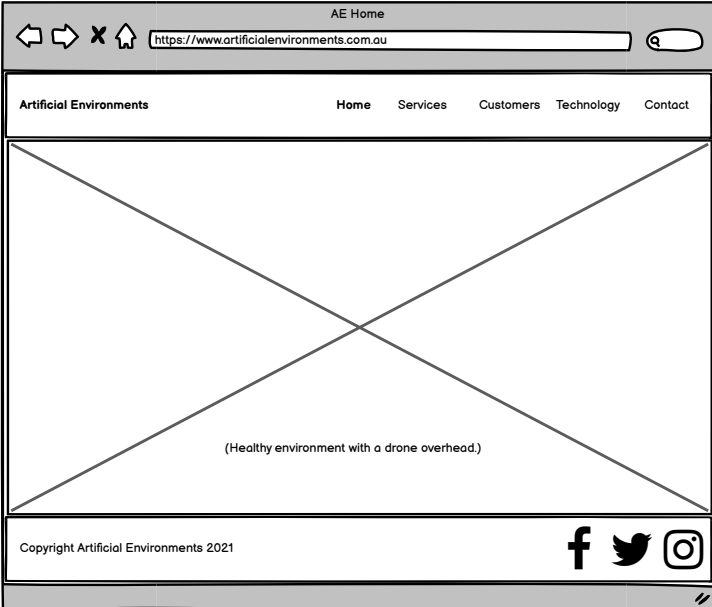 AE Home
https://www.artificialenvironments.com.au
Artificial Environments Home Services Customers Technology Contact
(Healthy environment with a drone overhead.)
Copyright Artificial Environments 2021